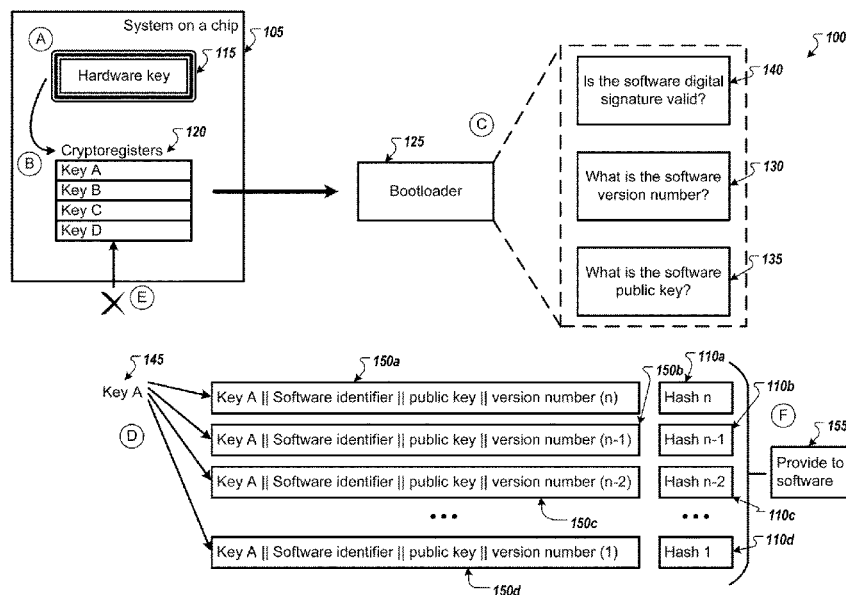 System on a chip
105
A
115
Hardware key
B
Cryptoregisters
120
Key A
Key B
Key C
Key D
E
125
Bootloader
C
100
140
Is the software digital
signature valid?
130
What is the software
version number?
135
What is the software
public key?
145
Key A
D
150a
150b
110a
110b
Key A || Software identifier || public key || version number (n)
Hash n
Key A || Software identifier || public key || version number (n-1)
Hash n-1
Key A || Software identifier || public key || version number (n-2)
Hash n-2
F
155
Provide to
software
•••
150c
•••
110c
Key A || Software identifier || public key || version number (1)
Hash 1
110d
150d